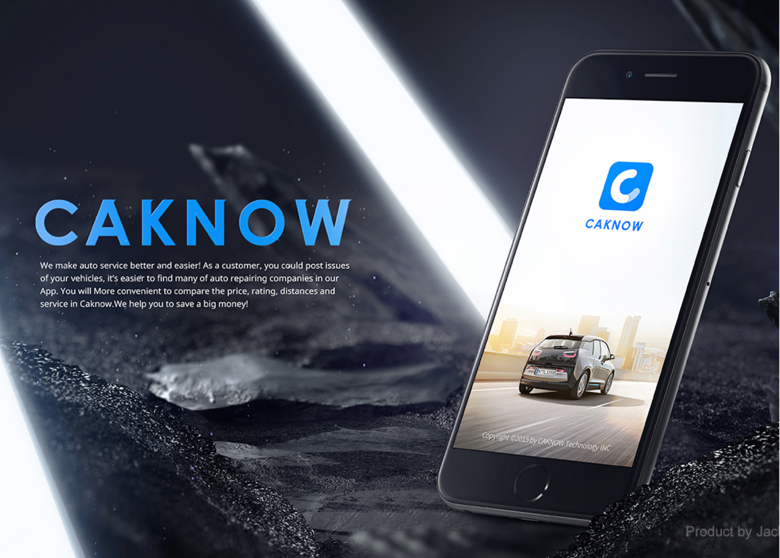 CAKNOW
We make auto service better and easier! As a customer, you could post issues
of your vehicles, it's easier to find many of auto repairing companies in our
App. You will More convenient to compare the price, rating, distances and
service in Caknow.We help you to save a big money!
CAKNOW
Copyright ©2015 by CAKNOW Technology INC
Product by Jac